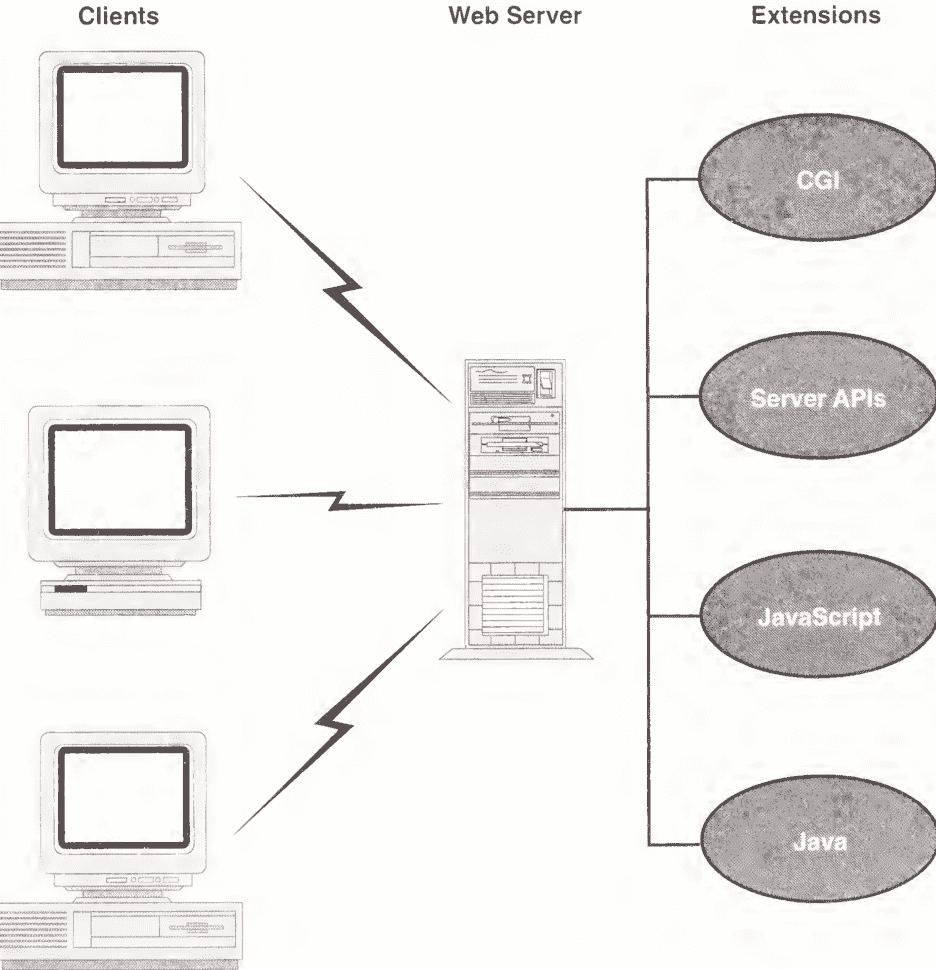 Clients
Web Server
Extensions
CGI
Server APIs
JavaScript
Java